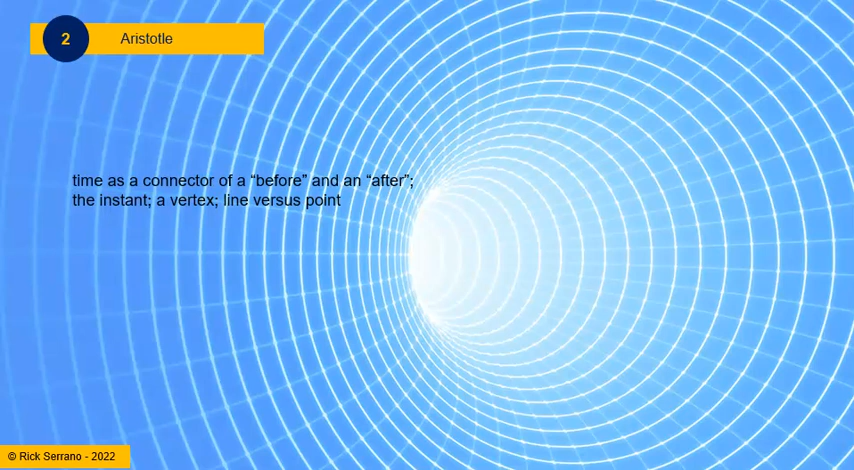 2
Aristotle
time as a connector of a “before” and an “after”;
the instant; a vertex; line versus point
© Rick Serrano - 2022